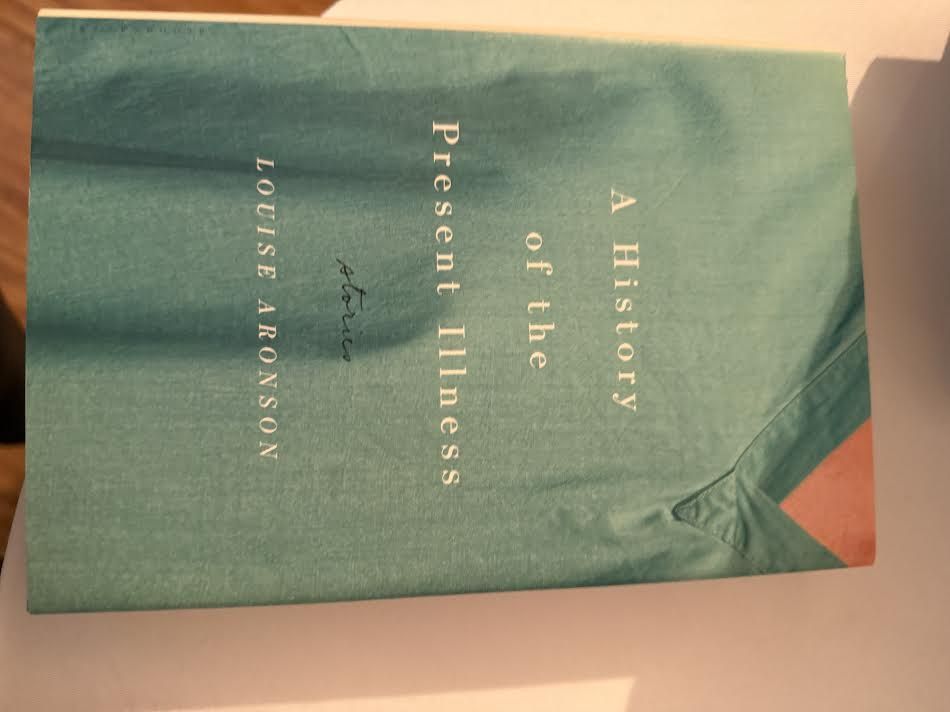 A History
of the
Present Illness
stories
LOUISE ARONSON